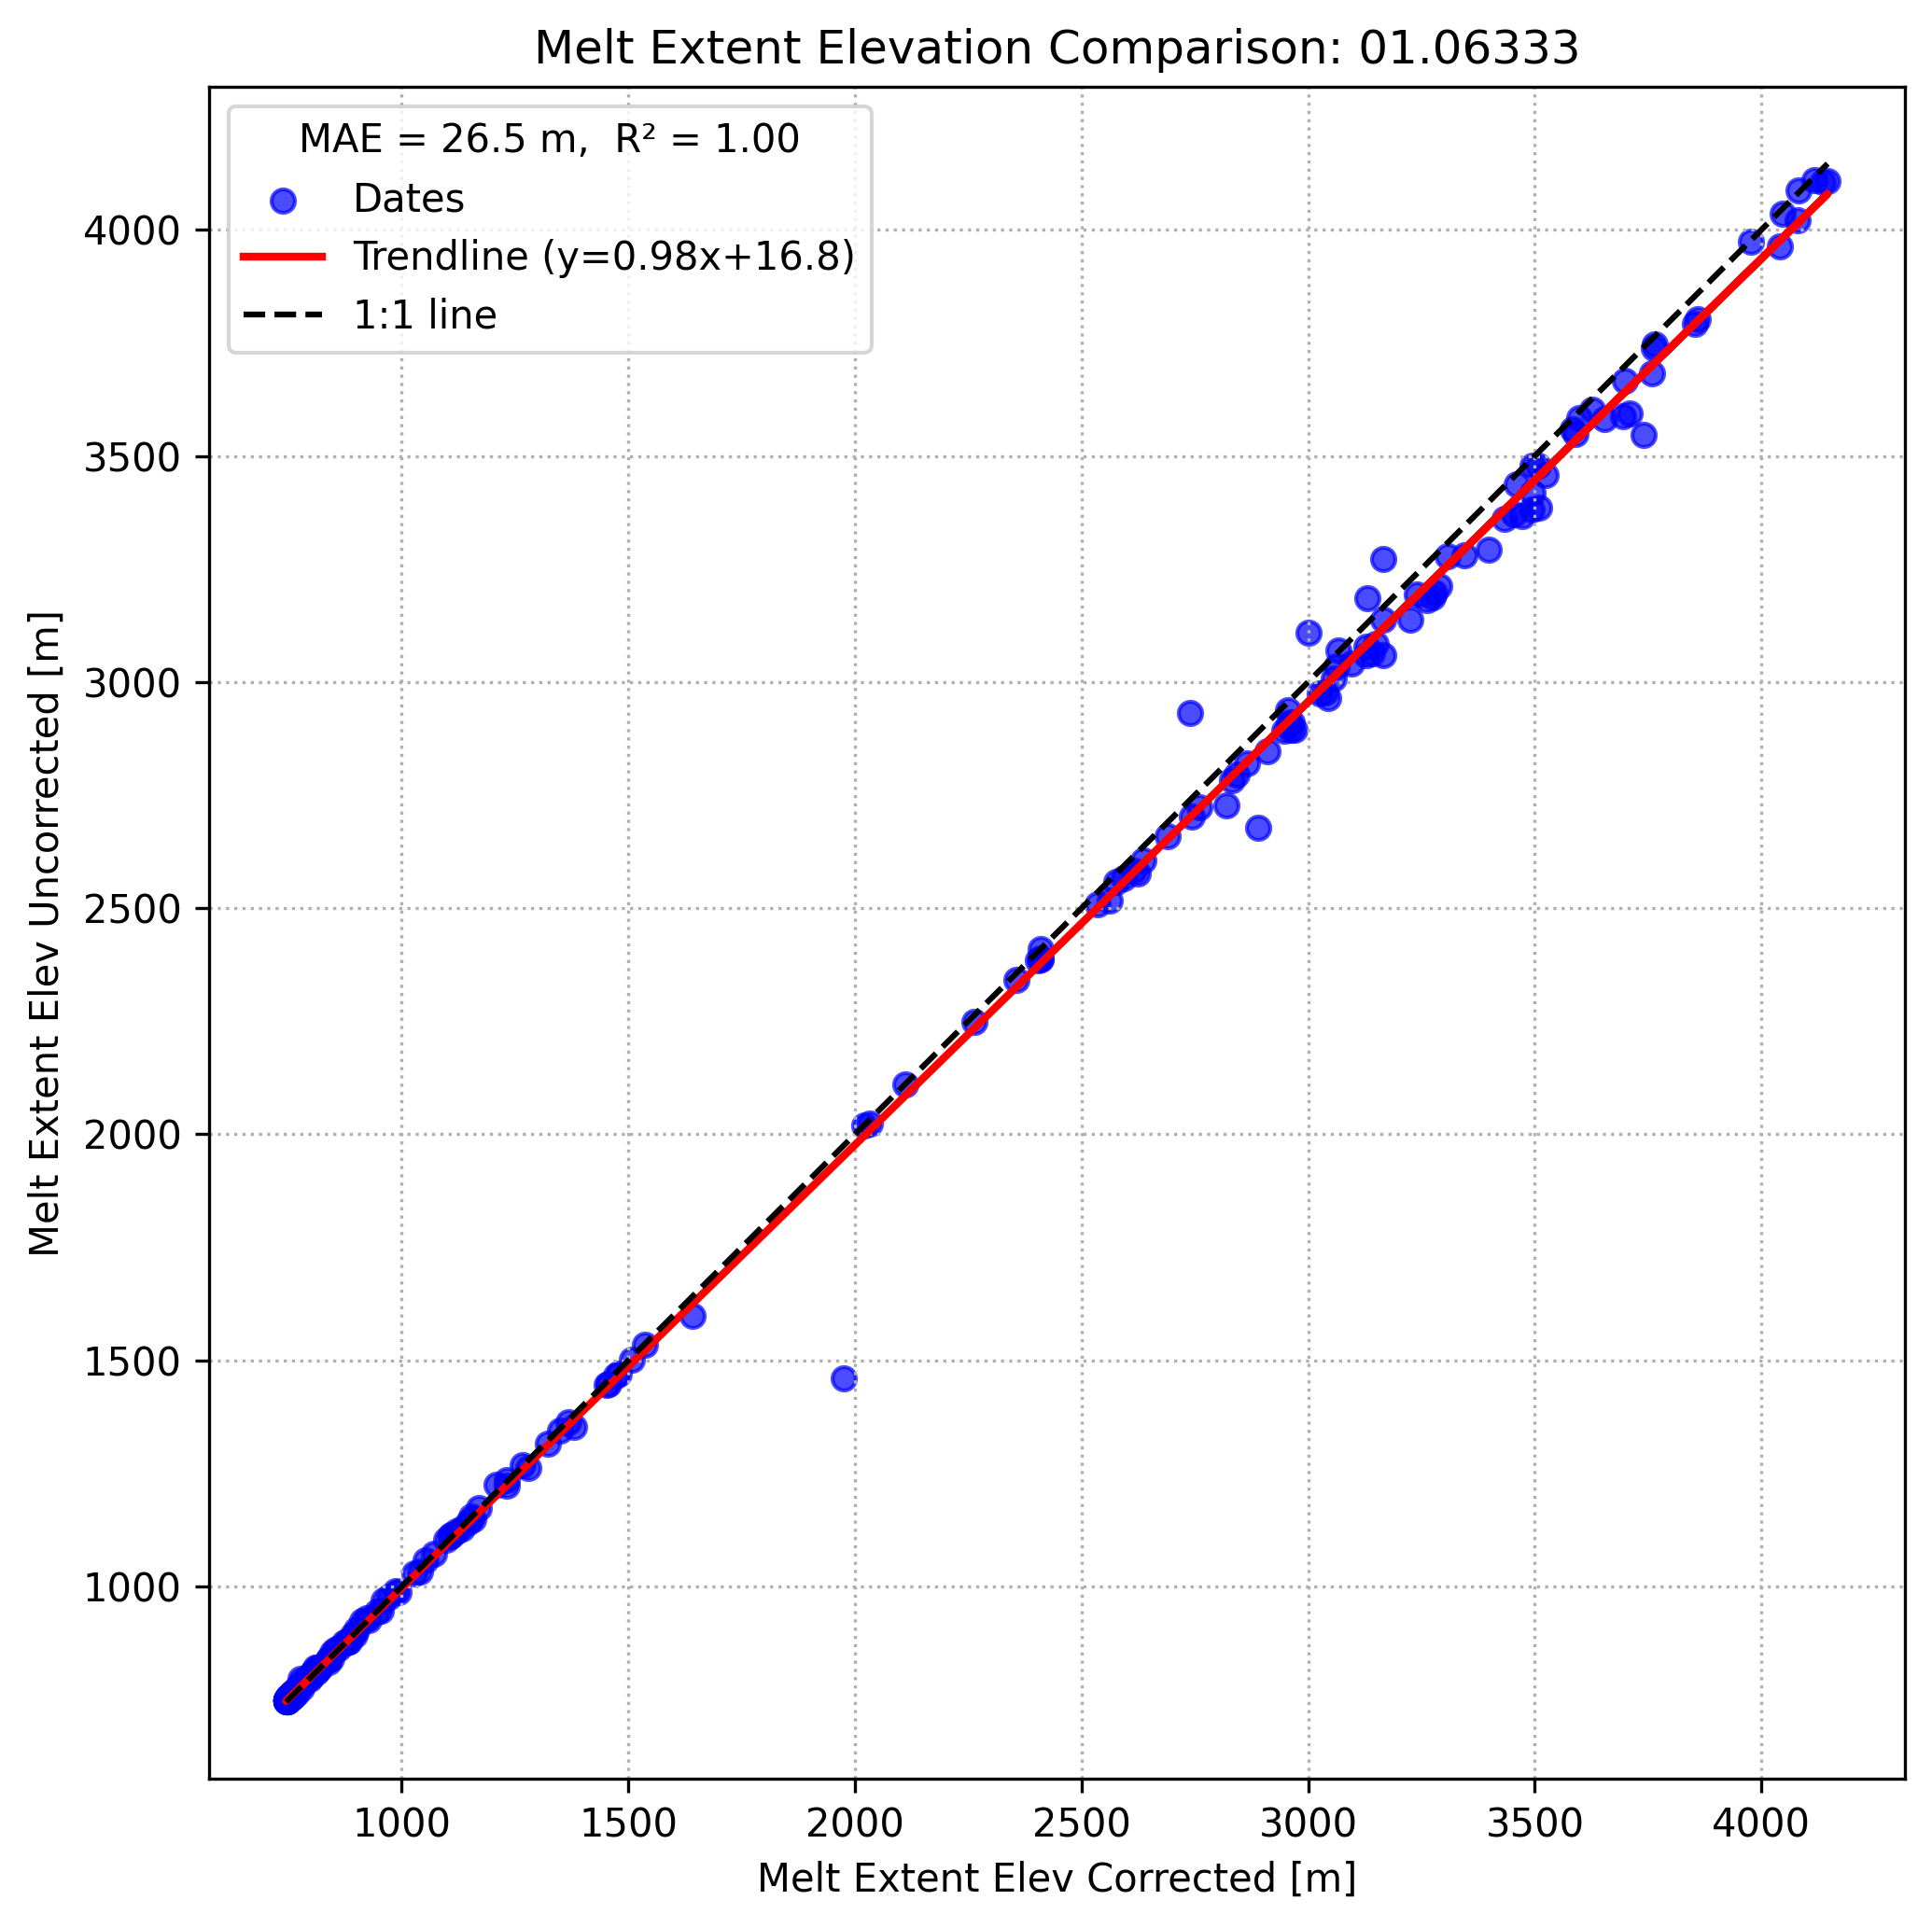 Melt Extent Elevation Comparison: 01.06333
MAE = 26.5 m,  R² = 1.00
Dates
Trendline (y=0.98x+16.8)
1:1 line
Melt Extent Elev Uncorrected [m]
4000
3500
3000
2500
2000
1500
1000
1000 1500 2000 2500 3000 3500 4000
Melt Extent Elev Corrected [m]